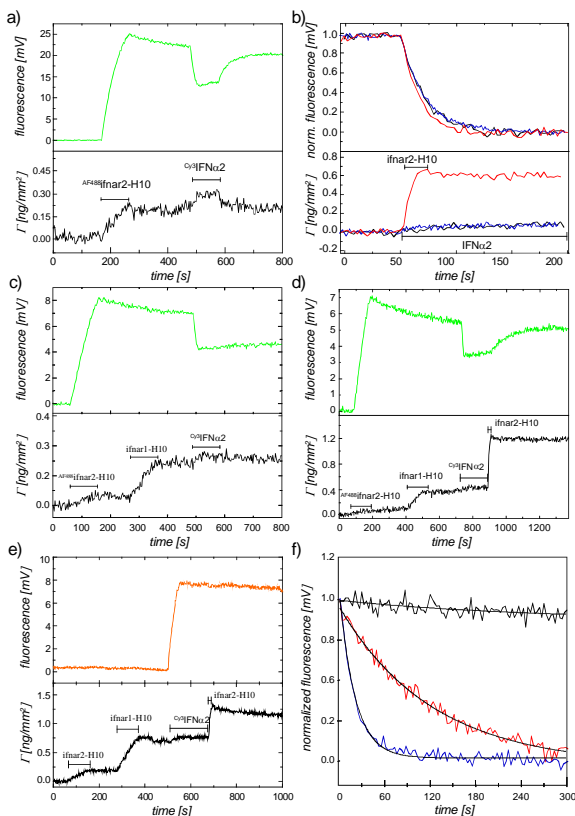 a)
fluorescence [mV]
25
20
15
10
5
0
Γ [ng/mm²]
0.45
0.30
0.15
0.00
AF488ifnar2-H10
Cy3IFNα2
0 200 400 600 800
time [s]
b)
norm. fluorescence [mV]
1.0
0.8
0.6
0.4
0.2
0.0
Γ [ng/mm²]
0.8
0.6
0.4
0.2
0.0
-0.2
ifnar2-H10
IFNα2
0 50 100 150 200
time [s]
c)
fluorescence [mV]
8
6
4
2
0
Γ [ng/mm²]
0.4
0.3
0.2
0.1
0.0
AF488ifnar2-H10
ifnar1-H10
Cy3IFNα2
0 100 200 300 400 500 600 700 800
time [s]
d)
fluorescence [mV]
7
6
5
4
3
2
1
0
Γ [ng/mm²]
1.2
0.8
0.4
0.0
AF488ifnar2-H10
ifnar1-H10
Cy3IFNα2
ifnar2-H10
0 200 400 600 800 1000 1200
time [s]
e)
fluorescence [mV]
10
8
6
4
2
0
Γ [ng/mm²]
1.5
1.0
0.5
0.0
ifnar2-H10
ifnar1-H10
Cy3IFNα2
ifnar2-H10
0 200 400 600 800 1000
time [s]
f)
normalized fluorescence [mV]
1.2
1.0
0.8
0.6
0.4
0.2
0.0
0 60 120 180 240 300
time [s]